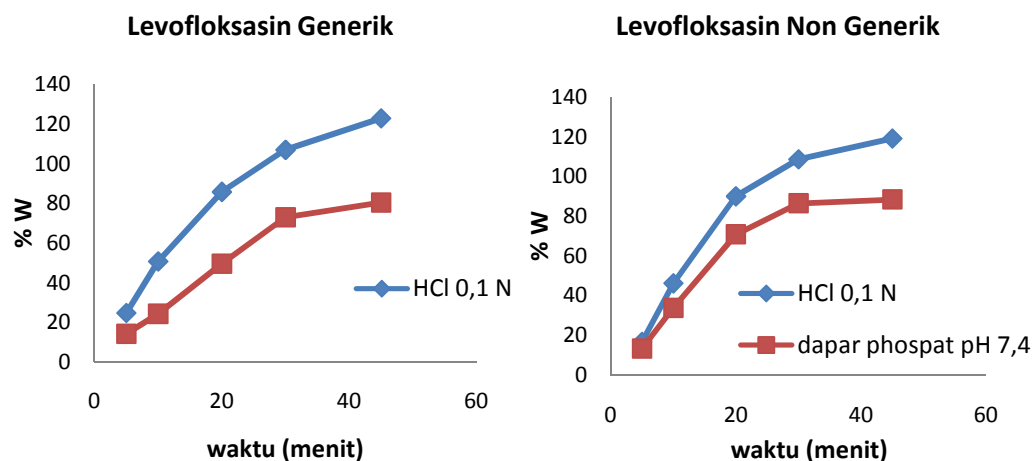 Levofloksasin Generik
140
120
100
80
60
40
20
0
% W
0 20 40 60
waktu (menit)
HCl 0,1 N
Levofloksasin Non Generik
140
120
100
80
60
40
20
0
% W
0 20 40 60
waktu (menit)
HCl 0,1 N
dapar phospat pH 7,4